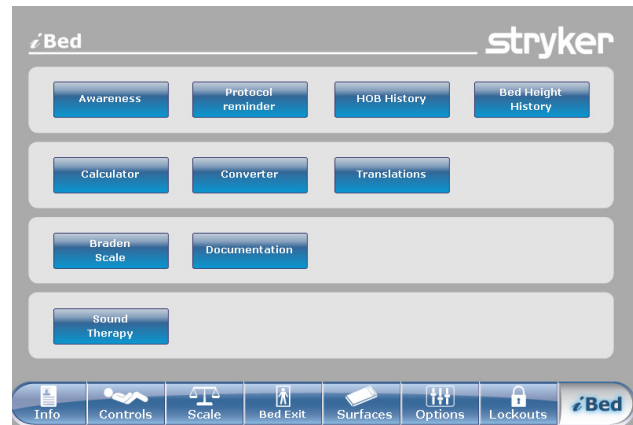 iBed
stryker
Awareness
Protocol
reminder
HOB History
Bed Height
History
Calculator
Converter
Translations
Braden
Scale
Documentation
Sound
Therapy
Info
Controls
Scale
Bed Exit
Surfaces
Options
Lockouts
iBed